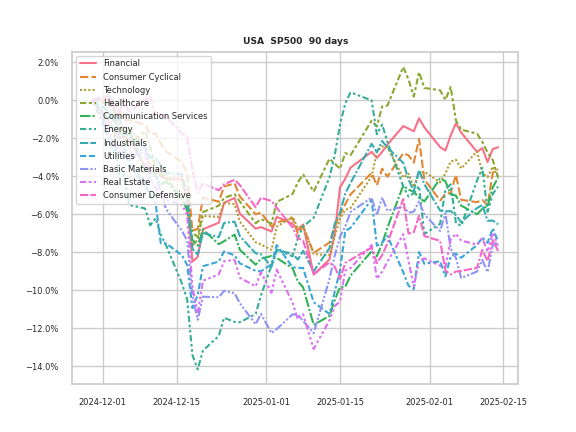 USA  SP500  90 days
2.0%
0.0%
−2.0%
−4.0%
−6.0%
−8.0%
−10.0%
−12.0%
−14.0%
Financial
Consumer Cyclical
Technology
Healthcare
Communication Services
Energy
Industrials
Utilities
Basic Materials
Real Estate
Consumer Defensive
2024-12-01 2024-12-15 2025-01-01 2025-01-15 2025-02-01 2025-02-15